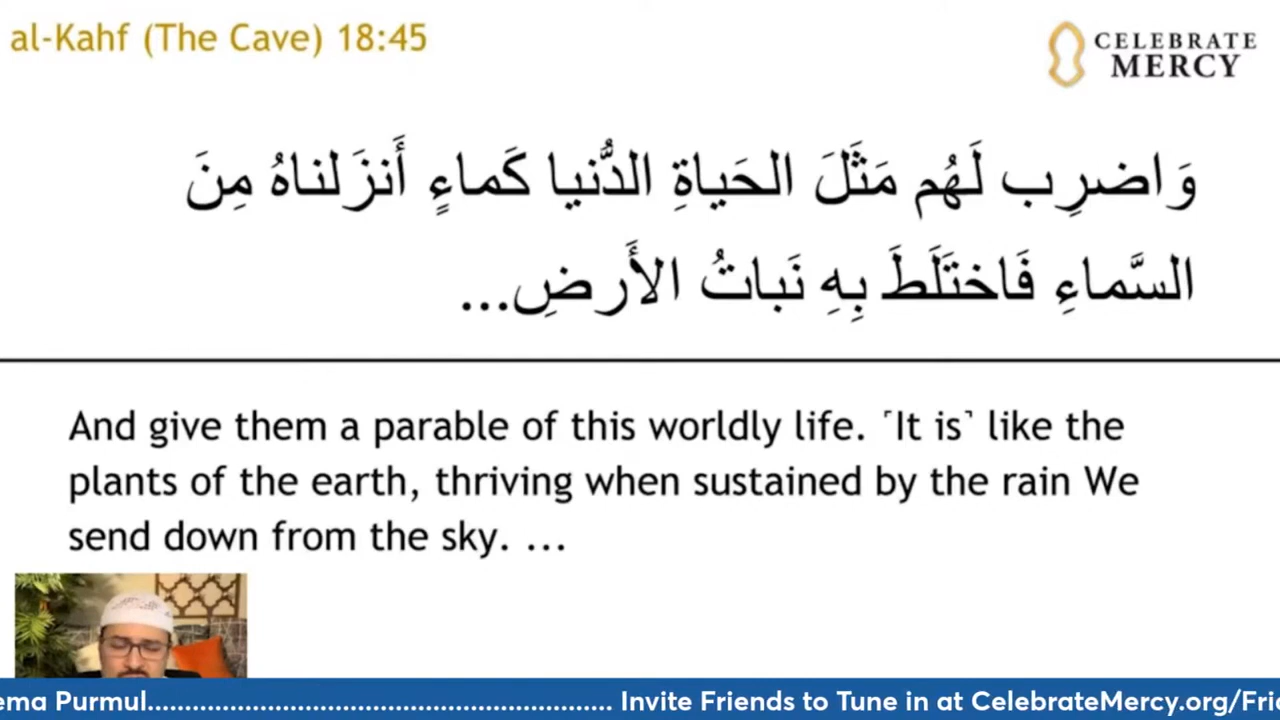 al-Kahf (The Cave) 18:45
CELEBRATE
MERCY
وَاضرِب لَهُم مَثَلَ الحَياةِ الدُّنيا كَماءٍ أَنزَلناهُ مِنَ
السَّماءِ فَاختَلَطَ بِهِ نَباتُ الأَرضِ...
And give them a parable of this worldly life. ˹It is˺ like the
plants of the earth, thriving when sustained by the rain We
send down from the sky. ...
ema Purmul.............................................................. Invite Friends to Tune in at CelebrateMercy.org/Frie